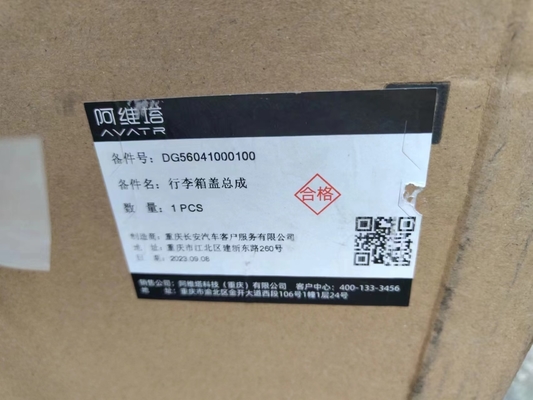 阿维塔
AVATR
备件号: DG56041000100
备件名: 行李箱盖总成
数 量: 1 PCS
合格
制造商: 重庆长安汽车客户服务有限公司
地 址: 重庆市江北区建新东路260号
日 期: 2023.09.08
销售公司: 阿维塔科技(重庆)有限公司 客户中心: 400-133-3456
地 址: 重庆市渝北区金开大道西段106号1幢1层24号